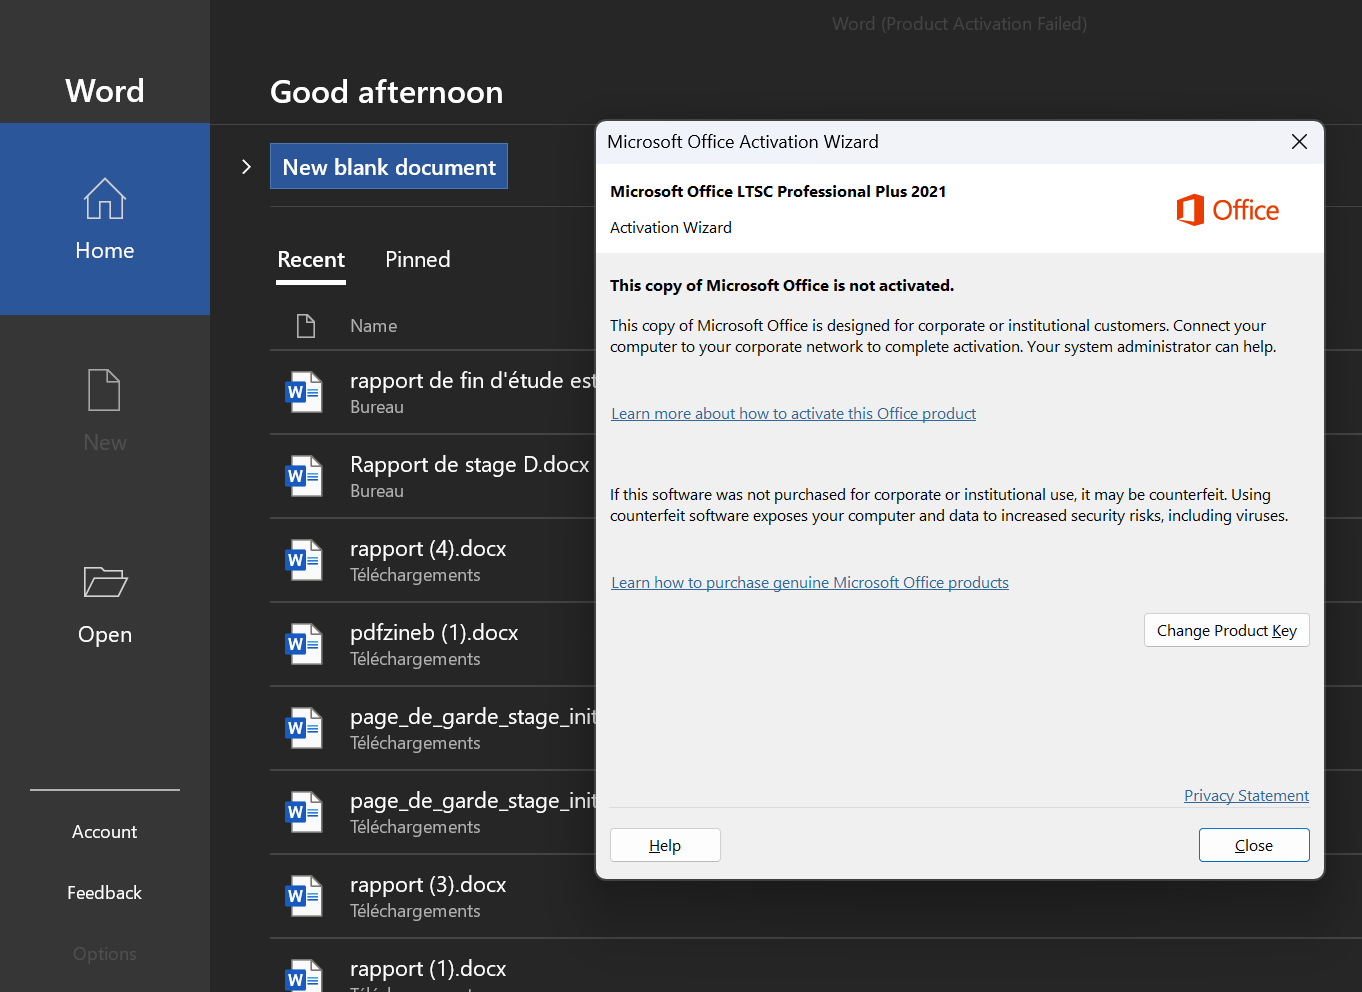 Word (Product Activation Failed)
Word
Home
New
Open
Account
Feedback
Options
Good afternoon
New blank document
Recent
Pinned
Name
rapport de fin d'étude est
Bureau
Rapport de stage D.docx
Bureau
rapport (4).docx
Téléchargements
pdfzineb (1).docx
Téléchargements
page_de_garde_stage_init
Téléchargements
page_de_garde_stage_init
Téléchargements
rapport (3).docx
Téléchargements
rapport (1).docx
Microsoft Office Activation Wizard
Microsoft Office LTSC Professional Plus 2021
Activation Wizard
Office
This copy of Microsoft Office is not activated.
This copy of Microsoft Office is designed for corporate or institutional customers. Connect your
computer to your corporate network to complete activation. Your system administrator can help.
Learn more about how to activate this Office product
If this software was not purchased for corporate or institutional use, it may be counterfeit. Using
counterfeit software exposes your computer and data to increased security risks, including viruses.
Learn how to purchase genuine Microsoft Office products
Change Product Key
Privacy Statement
Help
Close